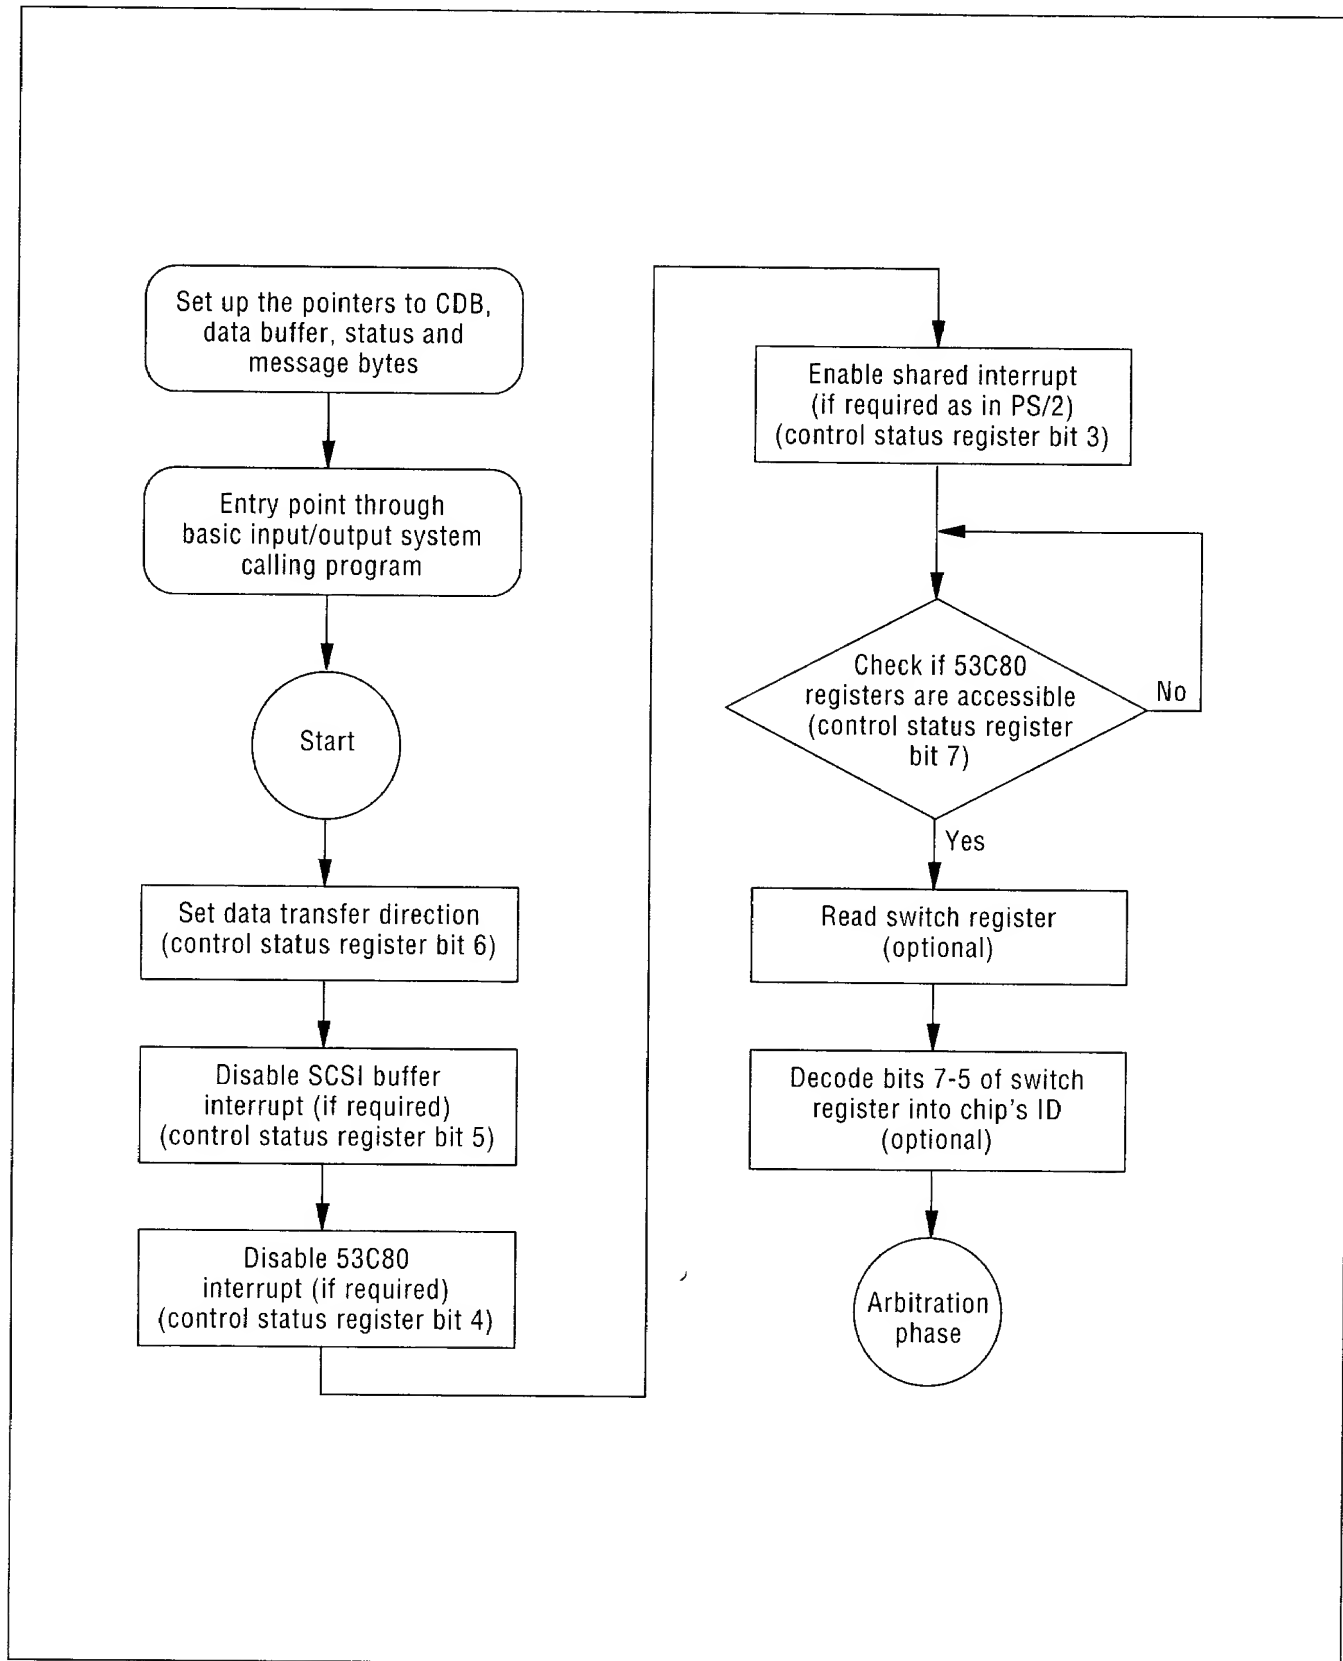 Set up the pointers to CDB,
data buffer, status and
message bytes
Entry point through
basic input/output system
calling program
Start
Set data transfer direction
(control status register bit 6)
Disable SCSI buffer
interrupt (if required)
(control status register bit 5)
Disable 53C80
interrupt (if required)
(control status register bit 4)
Enable shared interrupt
(if required as in PS/2)
(control status register bit 3)
Check if 53C80
registers are accessible
(control status register
bit 7)
No
Yes
Read switch register
(optional)
Decode bits 7-5 of switch
register into chip's ID
(optional)
Arbitration
phase